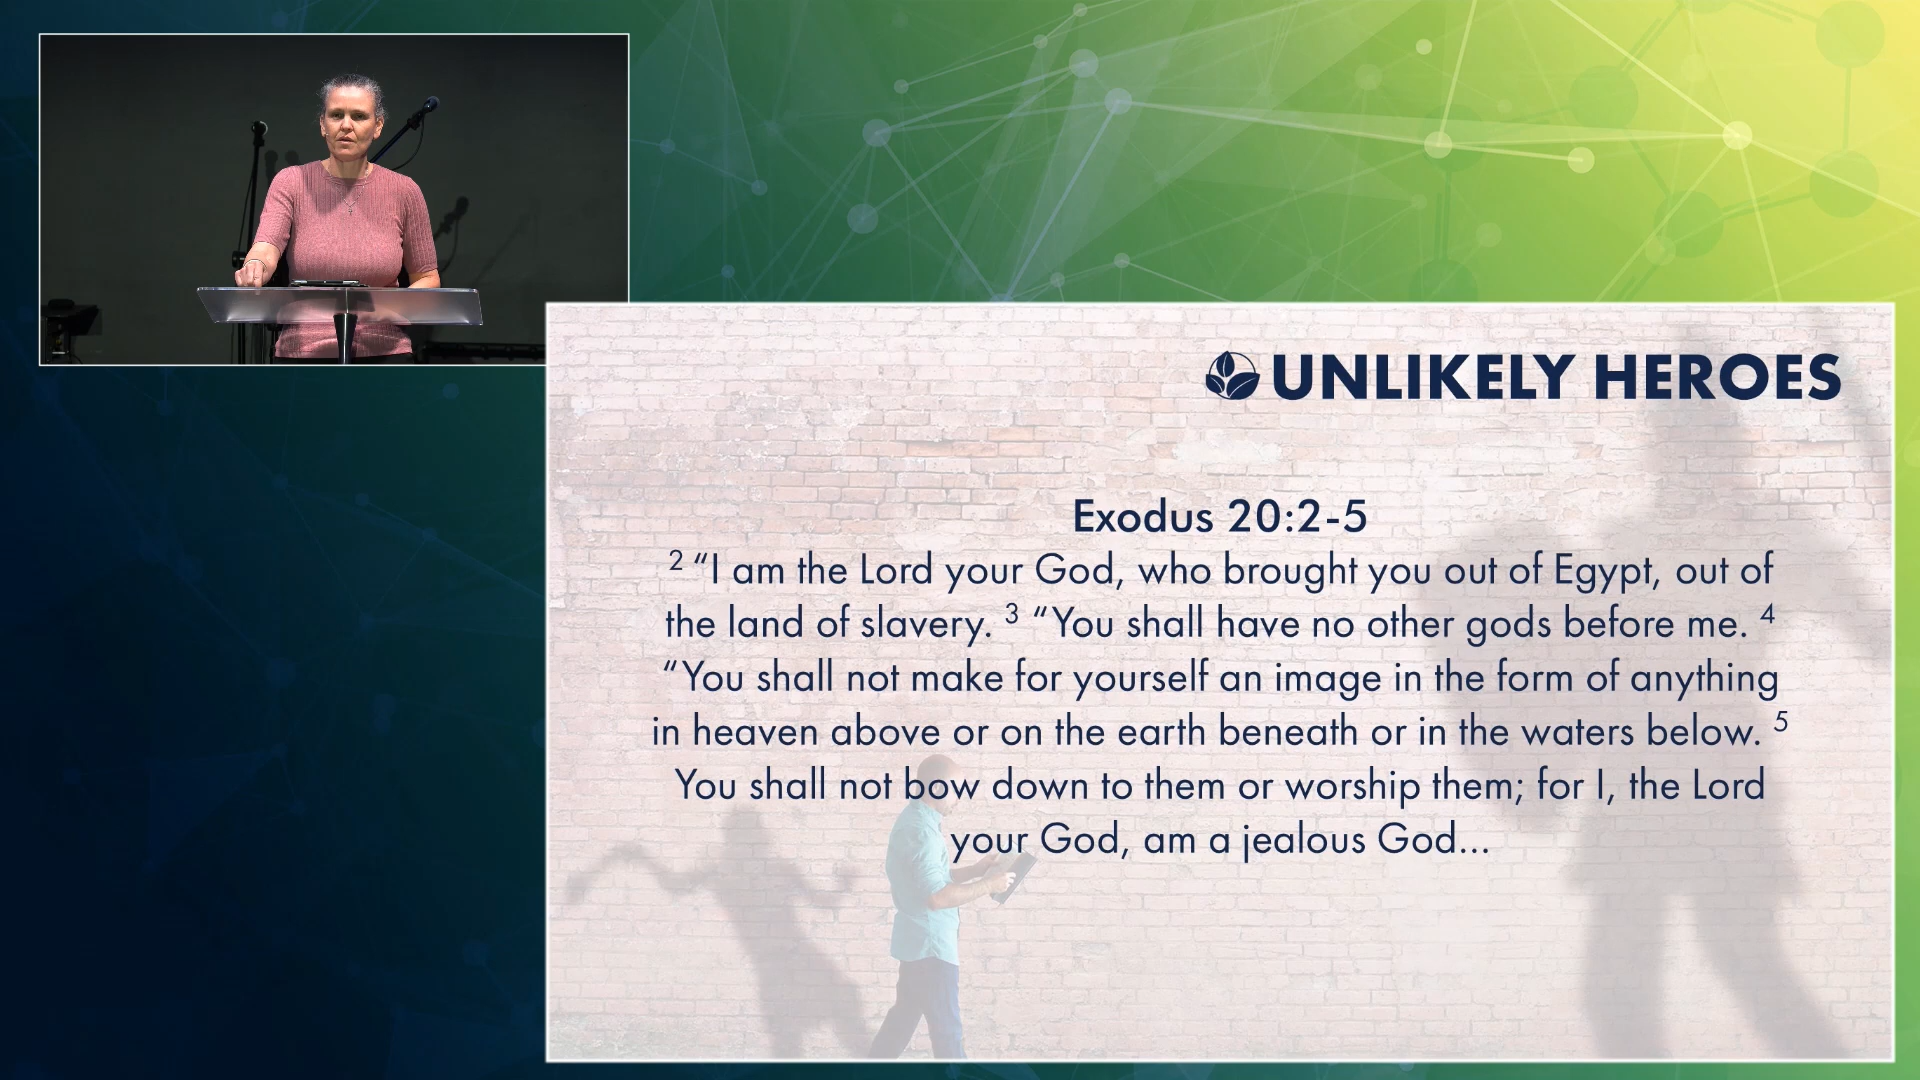 UNLIKELY HEROES
Exodus 20:2-5
2 “I am the Lord your God, who brought you out of Egypt, out of
the land of slavery. 3 “You shall have no other gods before me. 4
“You shall not make for yourself an image in the form of anything
in heaven above or on the earth beneath or in the waters below. 5
You shall not bow down to them or worship them; for I, the Lord
your God, am a jealous God...